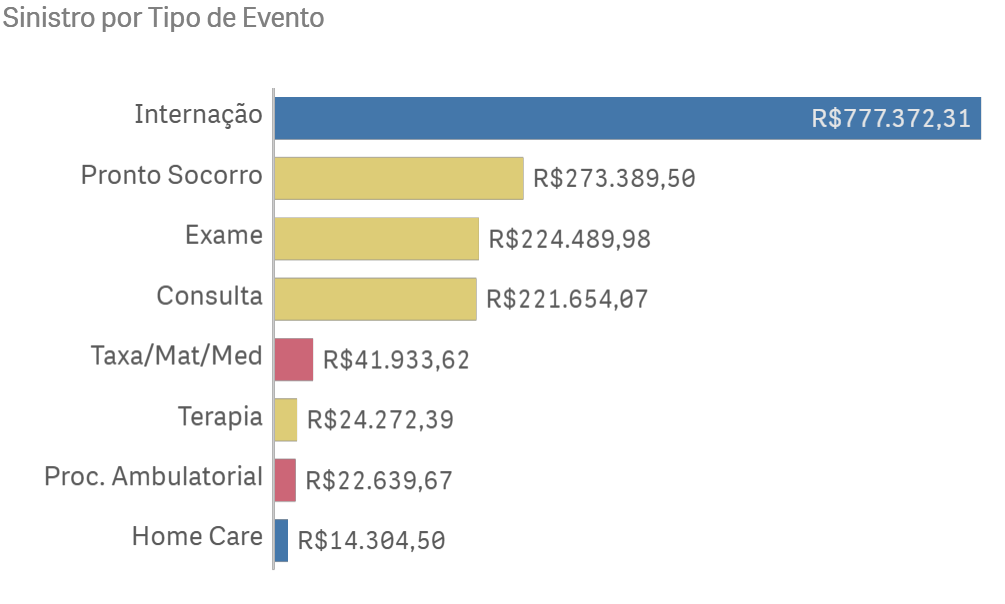 Sinistro por Tipo de Evento
Internação R$777.372,31
Pronto Socorro R$273.389,50
Exame R$224.489,98
Consulta R$221.654,07
Taxa/Mat/Med R$41.933,62
Terapia R$24.272,39
Proc. Ambulatorial R$22.639,67
Home Care R$14.304,50